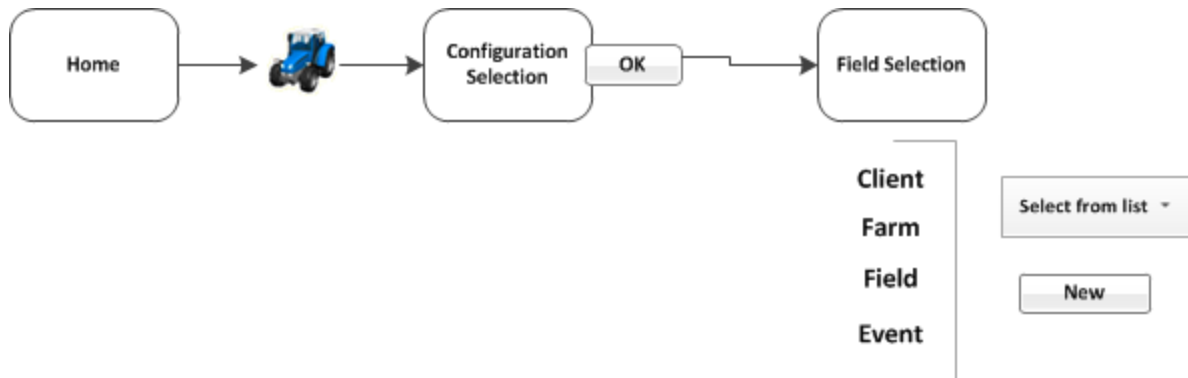 Home
Configuration
Selection
OK
Field Selection
Client
Farm
Field
Event
Select from list
New